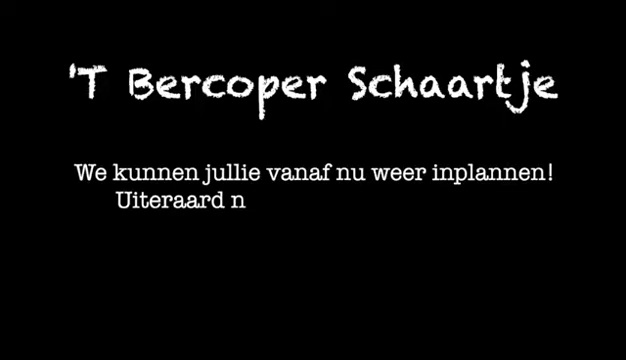 'T Bercoper Schaartje
We kunnen jullie vanaf nu weer inplannen!
Uiteraard n